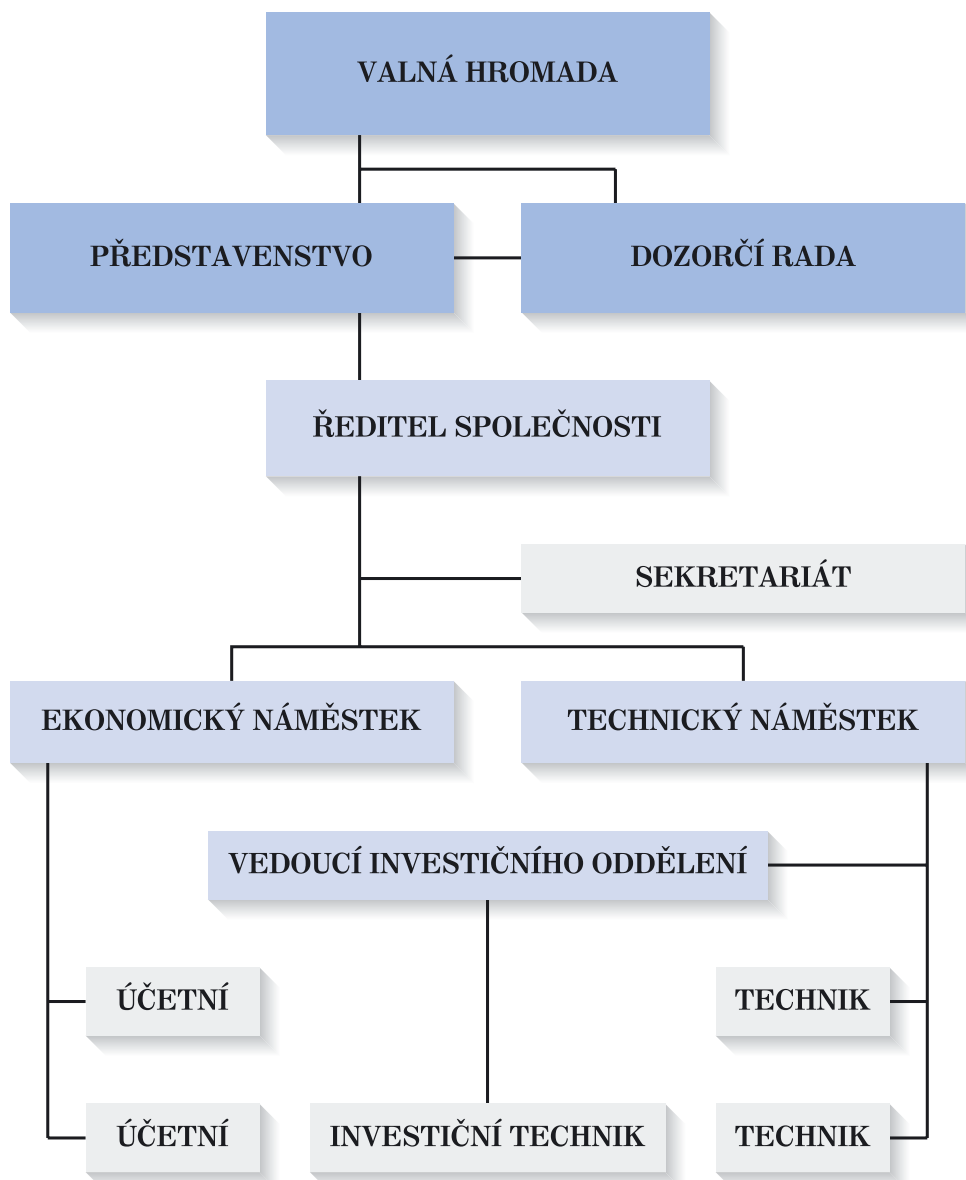 VALNÁ HROMADA
PŘEDSTAVENSTVO
DOZORČÍ RADA
ŘEDITEL SPOLEČNOSTI
SEKRETARIÁT
EKONOMICKÝ NÁMĚSTEK
TECHNICKÝ NÁMĚSTEK
VEDOUCÍ INVESTIČNÍHO ODDĚLENÍ
ÚČETNÍ
TECHNIK
ÚČETNÍ
INVESTIČNÍ TECHNIK
TECHNIK